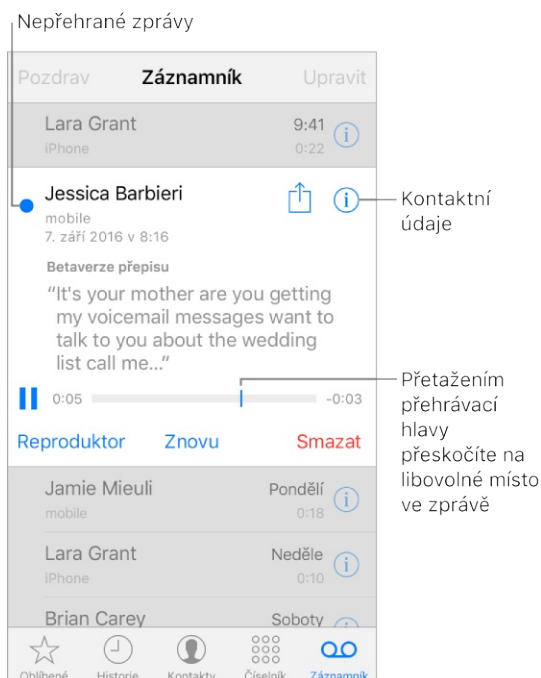 Nepřehrané zprávy
Pozdrav Záznamník Upravit
Lara Grant 9:41
iPhone 0:22
Jessica Barbieri
mobile
7. září 2016 v 8:16
Kontaktní
údaje
Betaverze přepisu
“It's your mother are you getting
my voicemail messages want to
talk to you about the wedding
list call me...”
0:05 -0:03
Přetažením
přehrávací
hlavy
přeskočíte na
libovolné místo
ve zprávě
Reproduktor Znovu Smazat
Jamie Mieuli Pondělí
mobile 0:18
Lara Grant Neděle
iPhone 0:10
Brian Carey Soboty
Oblíbené Historie Kontakty Číselník Záznamník